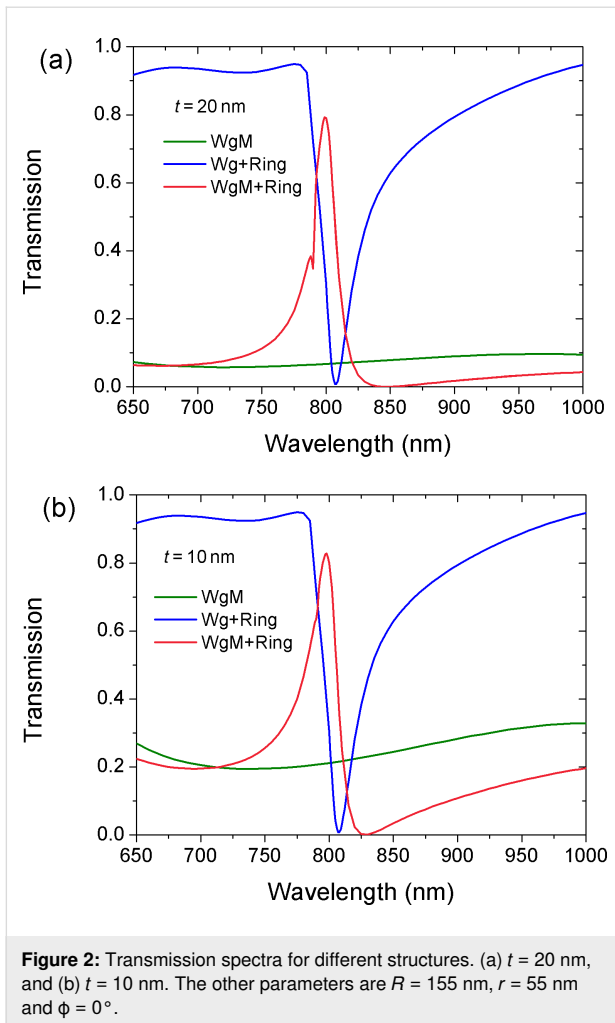 (a)
1.0
0.8
0.6
0.4
0.2
0.0
Transmission
t = 20 nm
WgM
Wg+Ring
WgM+Ring
650 700 750 800 850 900 950 1000
Wavelength (nm)
(b)
1.0
0.8
0.6
0.4
0.2
0.0
Transmission
t = 10 nm
WgM
Wg+Ring
WgM+Ring
650 700 750 800 850 900 950 1000
Wavelength (nm)
Figure 2: Transmission spectra for different structures. (a) t = 20 nm,
and (b) t = 10 nm. The other parameters are R = 155 nm, r = 55 nm
and ϕ = 0°.